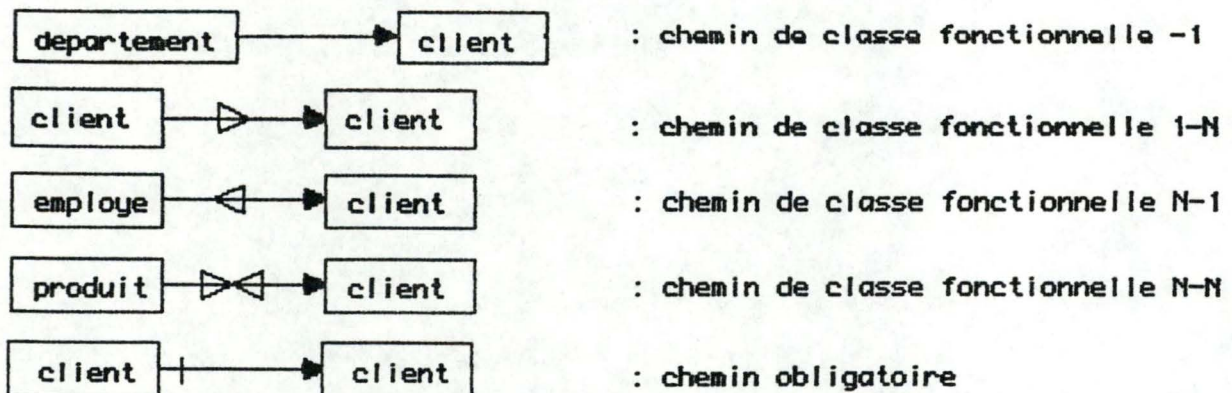 departement client : chemin de classe fonctionnelle -1
client client : chemin de classe fonctionnelle 1-N
employe client : chemin de classe fonctionnelle N-1
produit client : chemin de classe fonctionnelle N-N
client client : chemin obligatoire